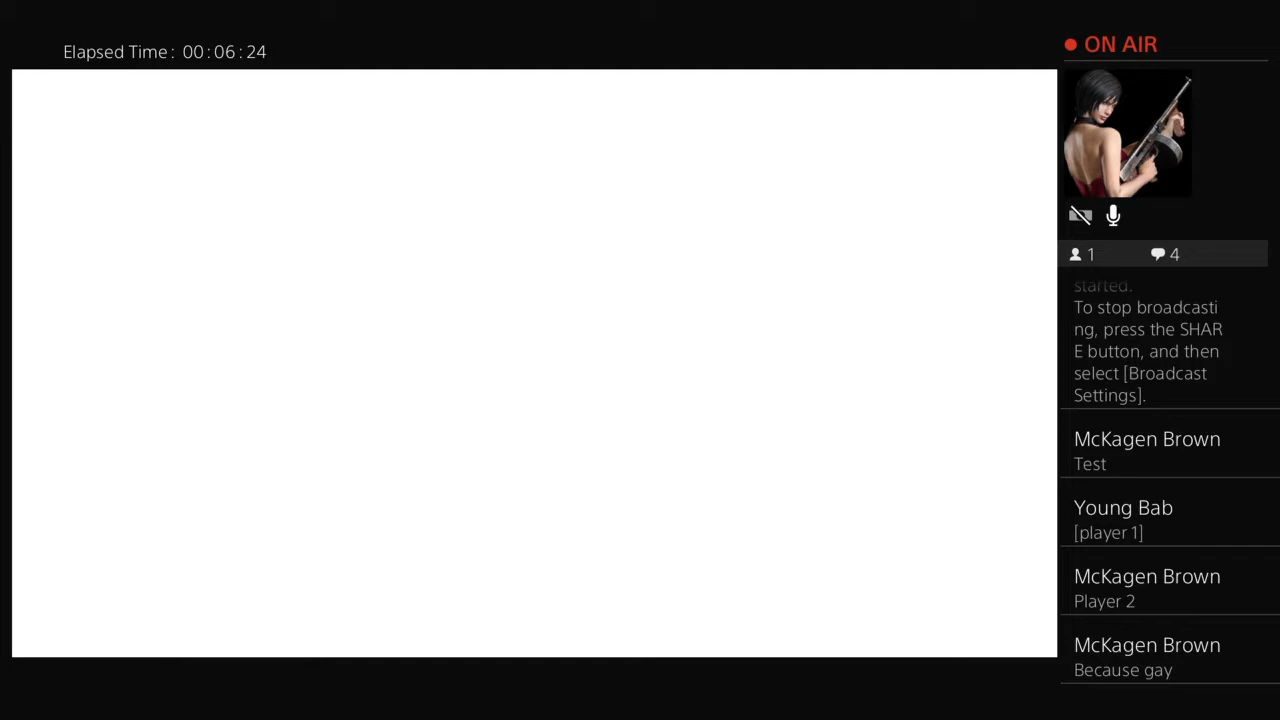 Elapsed Time: 00:06:24
ON AIR
1 4
started.
To stop broadcasti
ng, press the SHAR
E button, and then
select [Broadcast
Settings].
McKagen Brown
Test
Young Bab
[player 1]
McKagen Brown
Player 2
McKagen Brown
Because gay